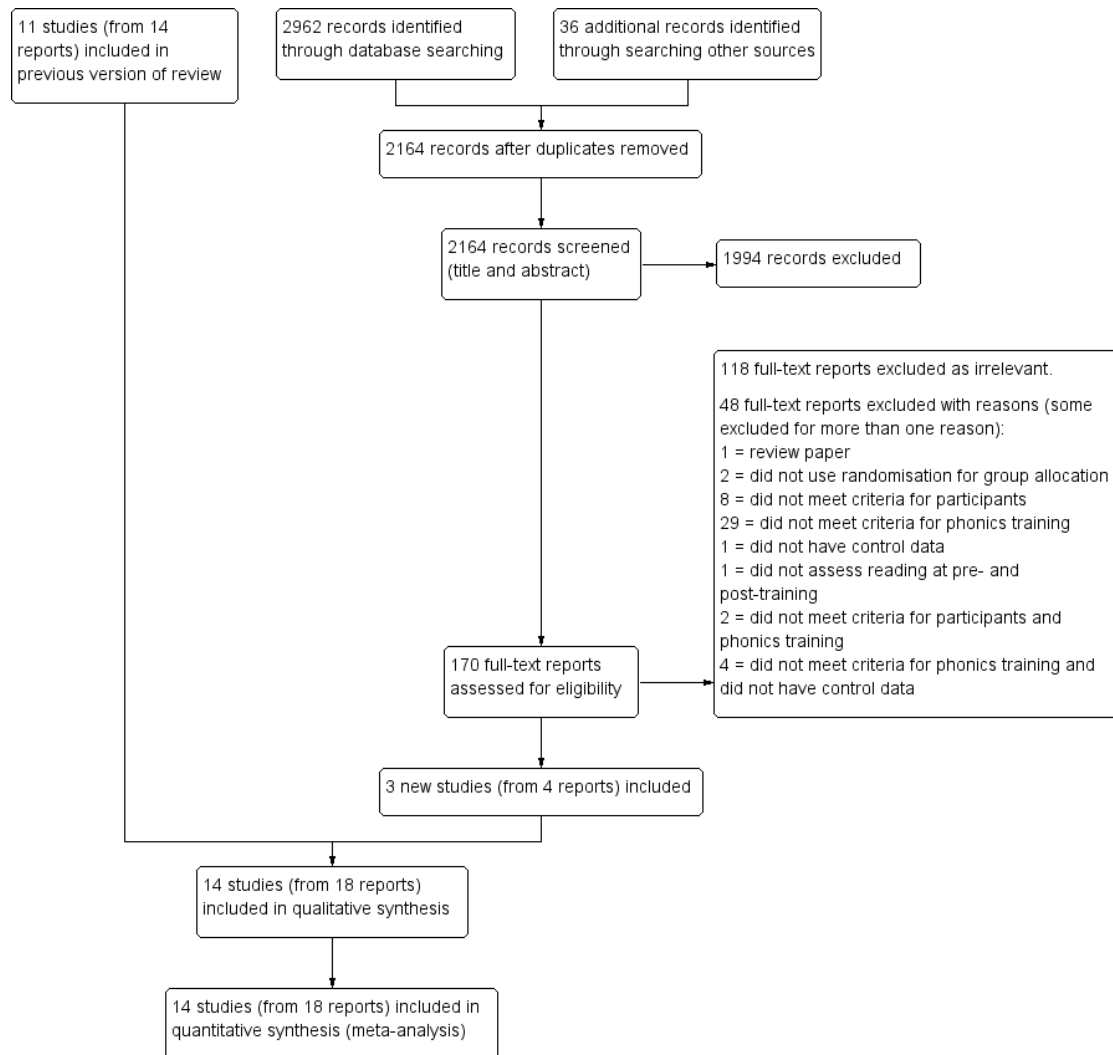 11 studies (from 14
reports) included in
previous version of review
2962 records identified
through database searching
36 additional records identified
through searching other sources
2164 records after duplicates removed
2164 records screened
(title and abstract)
1994 records excluded
118 full-text reports excluded as irrelevant.
48 full-text reports excluded with reasons (some
excluded for more than one reason):
1 = review paper
2 = did not use randomisation for group allocation
8 = did not meet criteria for participants
29 = did not meet criteria for phonics training
1 = did not have control data
1 = did not assess reading at pre- and
post-training
2 = did not meet criteria for participants and
phonics training
4 = did not meet criteria for phonics training and
did not have control data
170 full-text reports
assessed for eligibility
3 new studies (from 4 reports) included
14 studies (from 18 reports)
included in qualitative synthesis
14 studies (from 18 reports) included in
quantitative synthesis (meta-analysis)